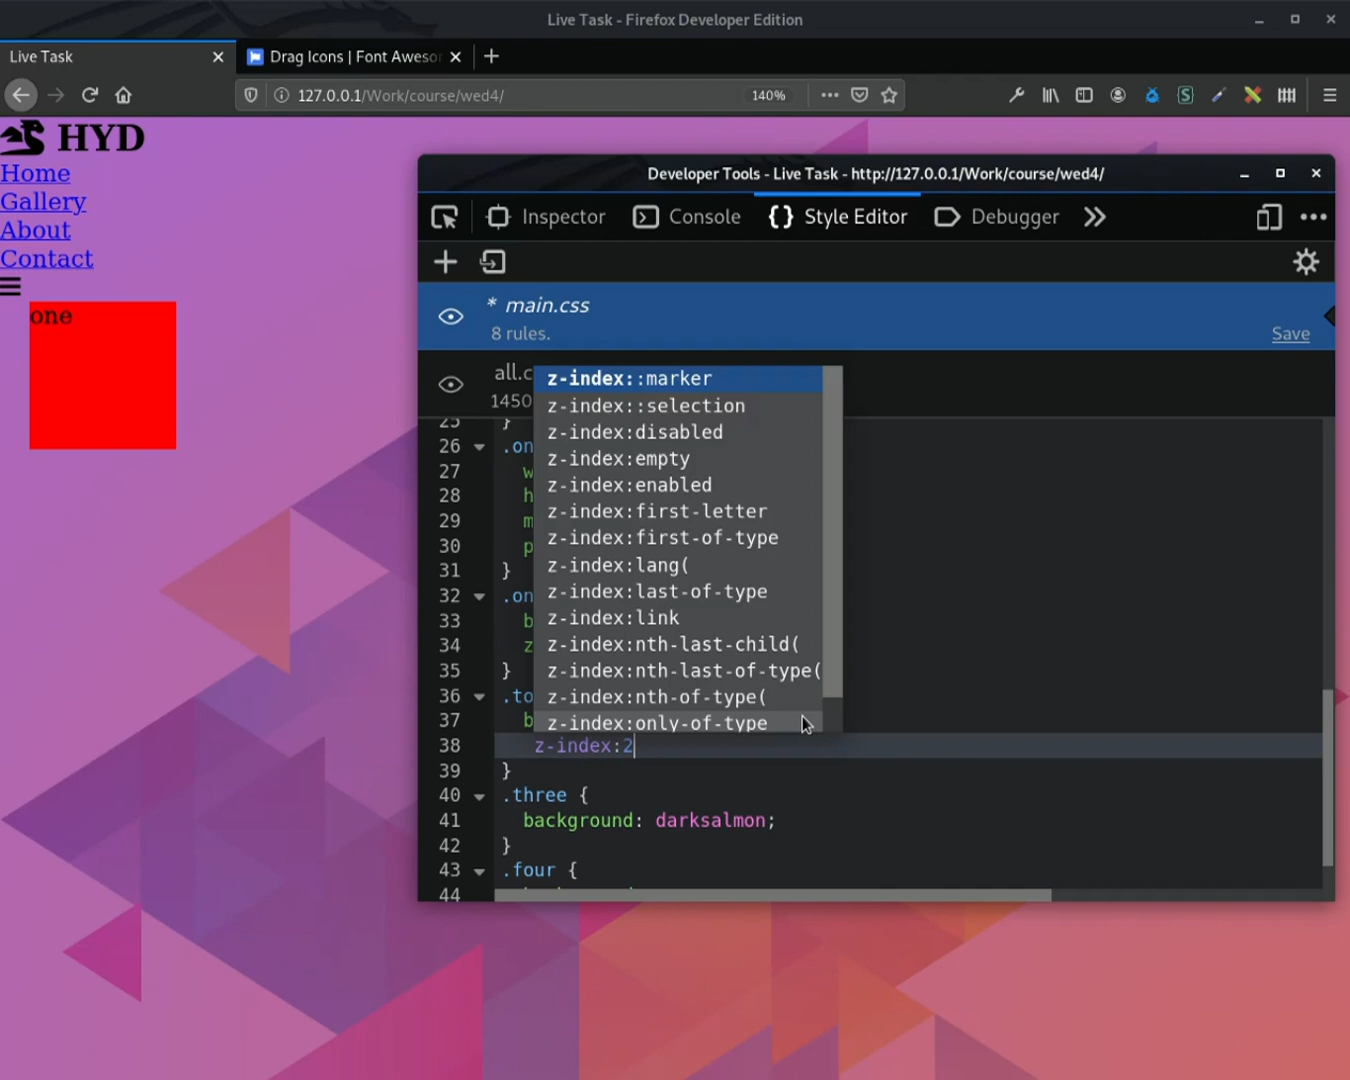 Live Task - Firefox Developer Edition
Live Task
Drag Icons | Font Aweso
127.0.0.1/Work/course/wed4/
140%
HYD
Home
Gallery
About
Contact
one
Developer Tools - Live Task - http://127.0.0.1/Work/course/wed4/
Inspector
Console
{} Style Editor
Debugger
* main.css
8 rules.
Save
all.c
1450
z-index::marker
z-index::selection
z-index:disabled
z-index:empty
z-index:enabled
z-index:first-letter
z-index:first-of-type
z-index:lang(
z-index:last-of-type
z-index:link
z-index:nth-last-child(
z-index:nth-last-of-type(
z-index:nth-of-type(
z-index:only-of-type
25 }
26 .on
27 w
28 h
29 m
30 p
31 }
32 .on
33 b
34 z
35 }
36 .to
37 b
38 z-index:2
39 }
40 .three {
41 background: darksalmon;
42 }
43 .four {
44